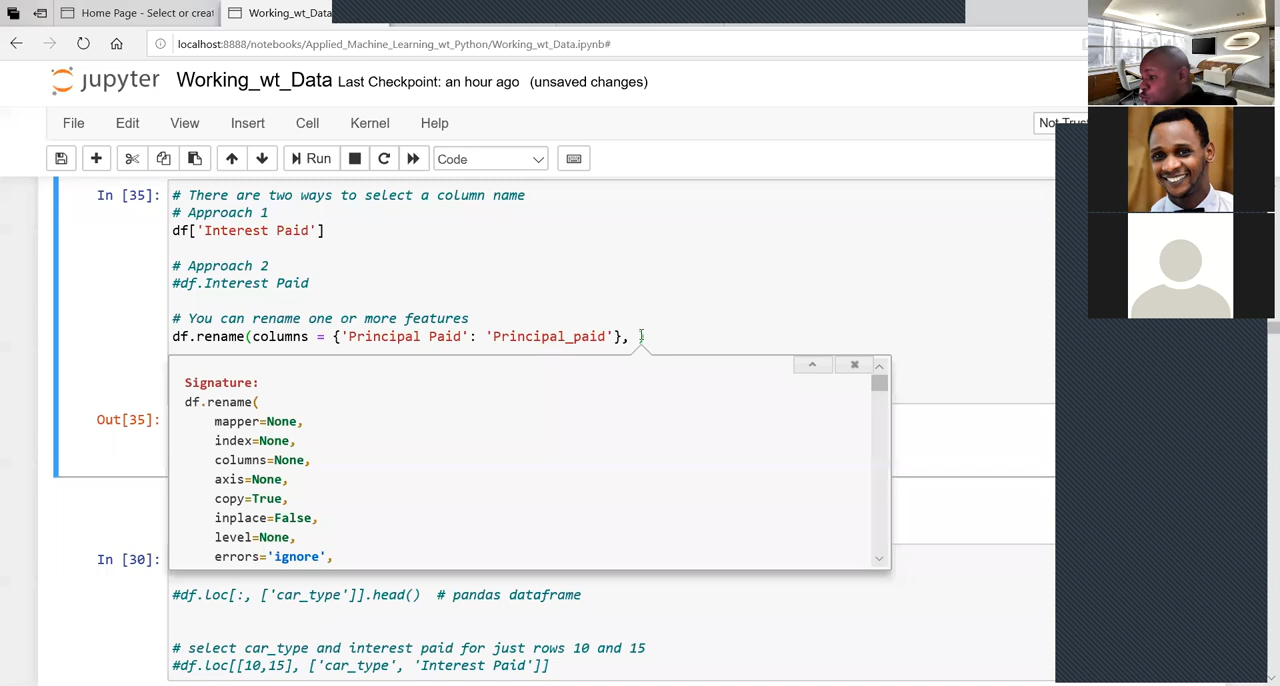 Home Page - Select or creat
Working_wt_Data
localhost:8888/notebooks/Applied_Machine_Learning_wt_Python/Working_wt_Data.ipynb#
jupyter Working_wt_Data Last Checkpoint: an hour ago (unsaved changes)
File Edit View Insert Cell Kernel Help
Not Trus
Run Code
In [35]:
# There are two ways to select a column name
# Approach 1
df['Interest Paid']
# Approach 2
#df.Interest Paid
# You can rename one or more features
df.rename(columns = {'Principal Paid': 'Principal_paid'},
Signature:
df.rename(
mapper=None,
index=None,
columns=None,
axis=None,
copy=True,
inplace=False,
level=None,
errors='ignore',
Out[35]:
In [30]:
#df.loc[:, ['car_type']].head() # pandas dataframe
# select car_type and interest paid for just rows 10 and 15
#df.loc[[10,15], ['car_type', 'Interest Paid']]